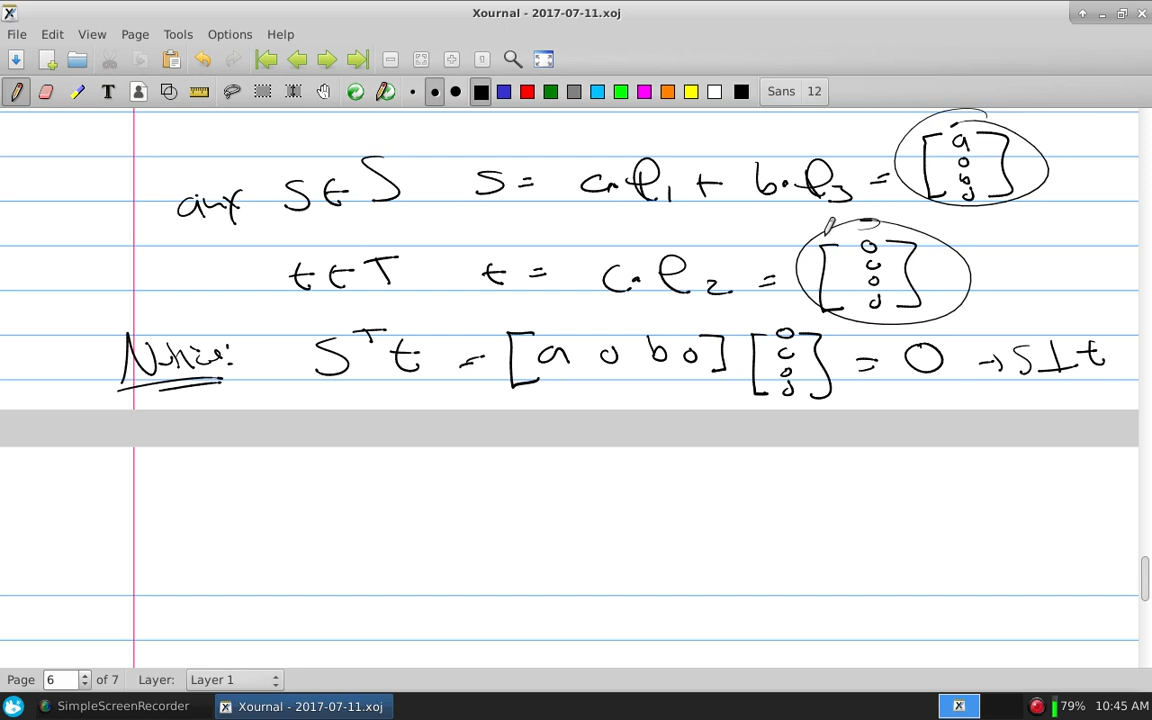 Xournal - 2017-07-11.xoj
File Edit View Page Tools Options Help
Sans 12
any s ∈ S s = a·e₁ + b·e₃ = [a 0 b 0]
t ∈ T t = c·e₂ = [0 c 0 0]
Notice: Sᵀt = [a 0 b 0] [0 c 0 0] = 0 → S⊥t
Page 6 of 7 Layer: Layer 1
SimpleScreenRecorder Xournal - 2017-07-11.xoj 79% 10:45 AM